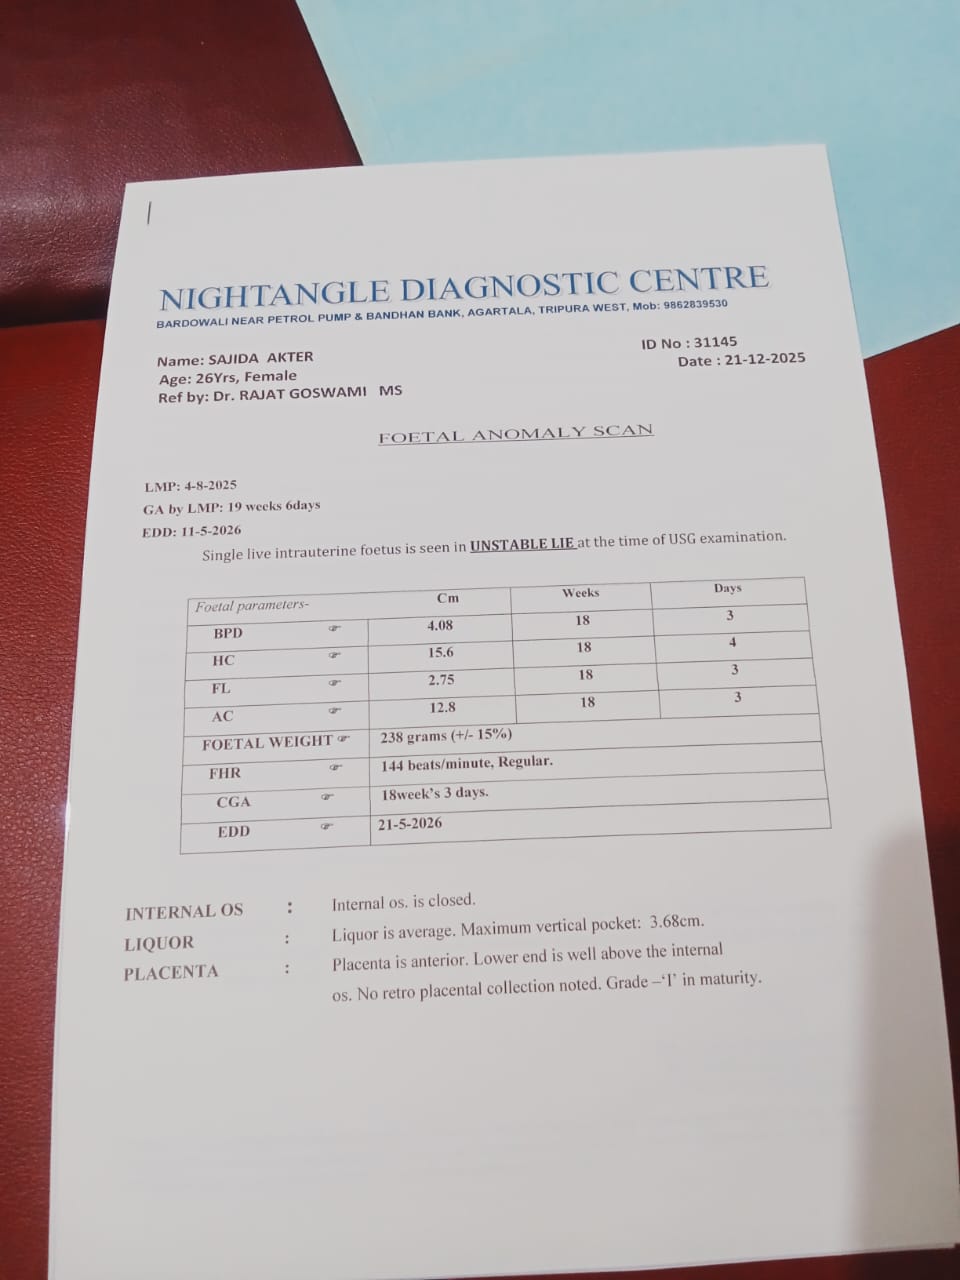 NIGHTANGLE DIAGNOSTIC CENTRE
BARDOWALI NEAR PETROL PUMP & BANDHAN BANK, AGARTALA, TRIPURA WEST, Mob: 9862839530
Name: SAJIDA AKTER
ID No : 31145
Age: 26Yrs, Female
Date : 21-12-2025
Ref by: Dr. RAJAT GOSWAMI MS
FOETAL ANOMALY SCAN
LMP: 4-8-2025
GA by LMP: 19 weeks 6days
EDD: 11-5-2026
Single live intrauterine foetus is seen in UNSTABLE LIE at the time of USG examination.
Foetal parameters- Cm Weeks Days
BPD ☞ 4.08 18 3
HC ☞ 15.6 18 4
FL ☞ 2.75 18 3
AC ☞ 12.8 18 3
FOETAL WEIGHT ☞ 238 grams (+/- 15%)
FHR ☞ 144 beats/minute, Regular.
CGA ☞ 18week's 3 days.
EDD ☞ 21-5-2026
INTERNAL OS : Internal os. is closed.
LIQUOR : Liquor is average. Maximum vertical pocket: 3.68cm.
PLACENTA : Placenta is anterior. Lower end is well above the internal
os. No retro placental collection noted. Grade –'I' in maturity.